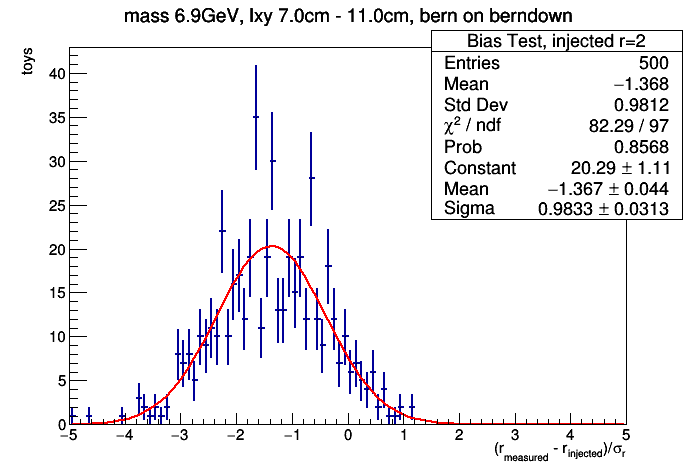 mass 6.9GeV, lxy 7.0cm - 11.0cm, bern on berndown
Bias Test, injected r=2
Entries 500
Mean −1.368
Std Dev 0.9812
χ² / ndf 82.29 / 97
Prob 0.8568
Constant 20.29 ± 1.11
Mean −1.367 ± 0.044
Sigma 0.9833 ± 0.0313
toys
40
35
30
25
20
15
10
5
0
−5 −4 −3 −2 −1 0 1 2 3 4 5
(r_measured - r_injected)/σ_r